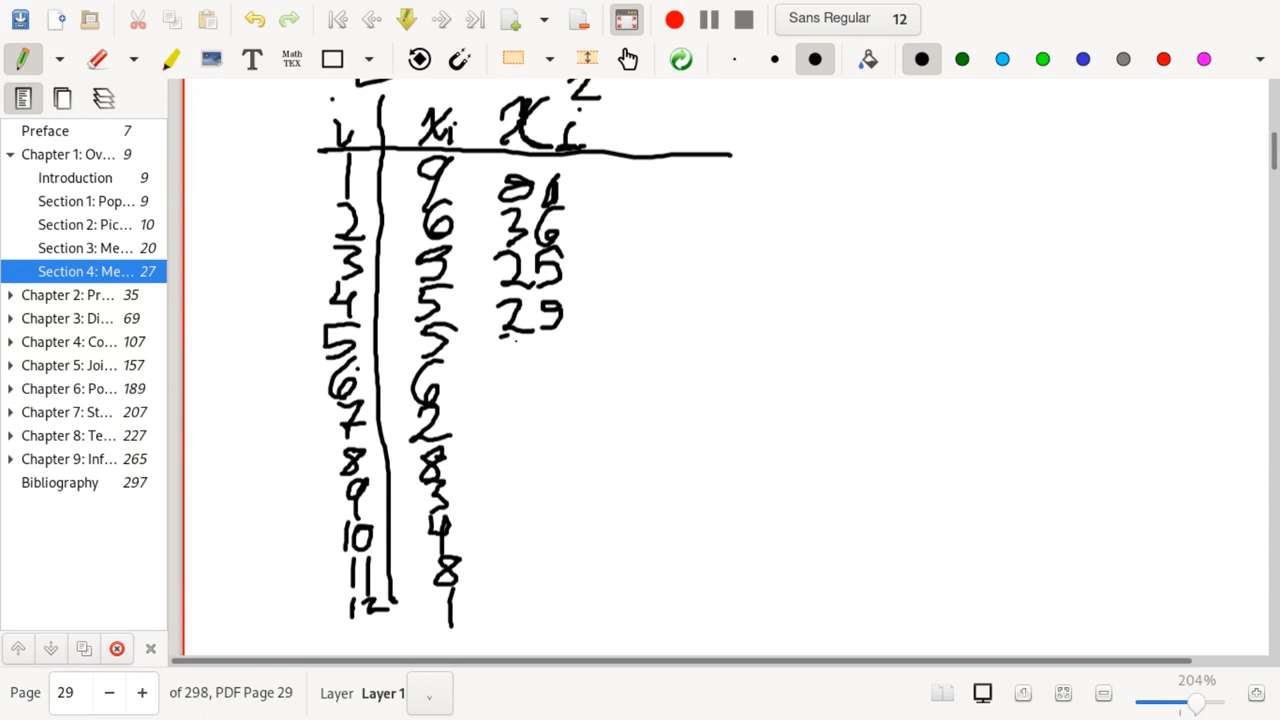 Sans Regular 12
Math
TEX
Preface 7
Chapter 1: Ov... 9
Introduction 9
Section 1: Pop... 9
Section 2: Pic... 10
Section 3: Me... 20
Section 4: Me... 27
Chapter 2: Pr... 35
Chapter 3: Di... 69
Chapter 4: Co... 107
Chapter 5: Joi... 157
Chapter 6: Po... 189
Chapter 7: St... 207
Chapter 8: Te... 227
Chapter 9: Inf... 265
Bibliography 297
i xi Xi 2
1 9 81
2 6 36
3 5 25
4 5 29
5 5
6 6
7 2
8 8
9 3
10 4
11 8
12 1
Page 29 of 298, PDF Page 29 Layer Layer 1 204%